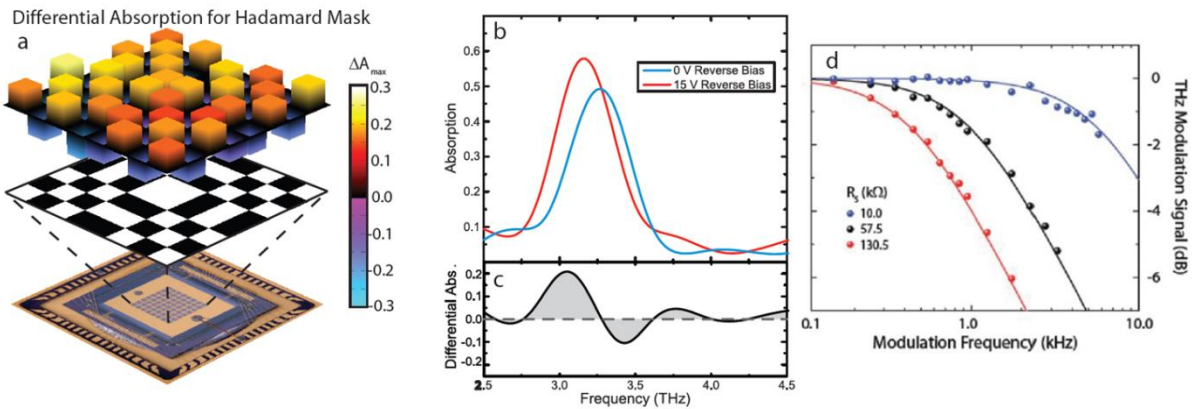 Differential Absorption for Hadamard Mask
a
ΔA max
0.3
0.2
0.1
0.0
-0.1
-0.2
-0.3
b
0.6
0.5
0.4
0.3
0.2
0.1
Absorption
0 V Reverse Bias
15 V Reverse Bias
c
0.2
0.1
0.0
-0.1
-0.2
Differential Abs.
2.5 3.0 3.5 4.0 4.5
Frequency (THz)
d
0
-2
-4
-6
THz Modulation Signal (dB)
RS (kΩ)
10.0
57.5
130.5
0.1 1.0 10.0
Modulation Frequency (kHz)